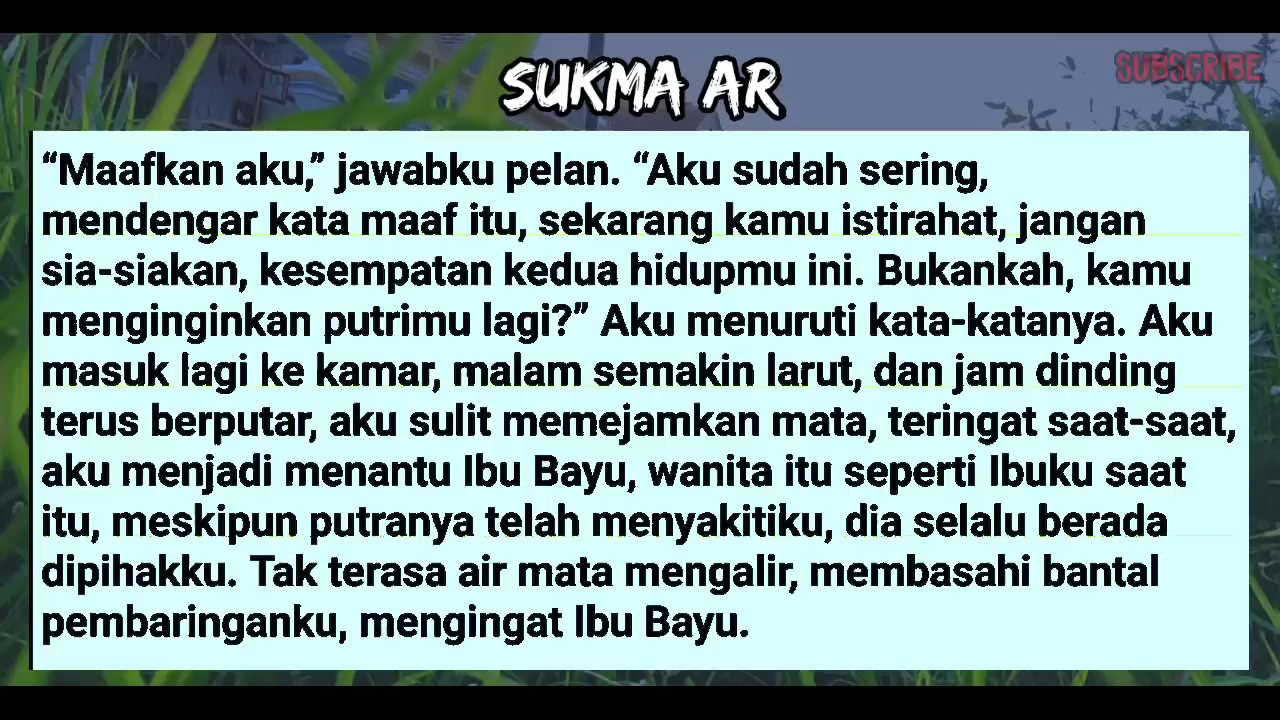 SUKMA AR
SUBSCRIBE
“Maafkan aku,” jawabku pelan. “Aku sudah sering,
mendengar kata maaf itu, sekarang kamu istirahat, jangan
sia-siakan, kesempatan kedua hidupmu ini. Bukankah, kamu
menginginkan putrimu lagi?” Aku menuruti kata-katanya. Aku
masuk lagi ke kamar, malam semakin larut, dan jam dinding
terus berputar, aku sulit memejamkan mata, teringat saat-saat,
aku menjadi menantu Ibu Bayu, wanita itu seperti Ibuku saat
itu, meskipun putranya telah menyakitiku, dia selalu berada
dipihakku. Tak terasa air mata mengalir, membasahi bantal
pembaringanku, mengingat Ibu Bayu.